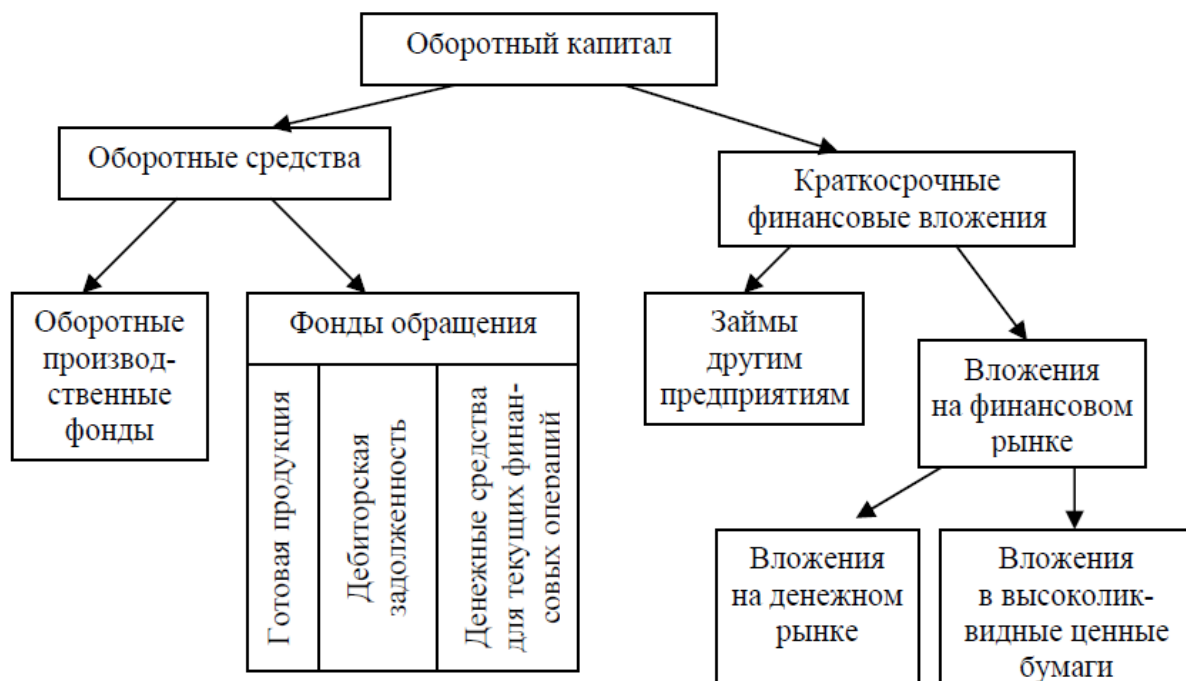 Оборотный капитал
Оборотные средства
Краткосрочные
финансовые вложения
Оборотные
производ-
ственные
фонды
Фонды обращения
Готовая продукция
Дебиторская
задолженность
Денежные средства
для текущих финан-
совых операций
Займы
другим
предприятиям
Вложения
на финансовом
рынке
Вложения
на денежном
рынке
Вложения
в высоколик-
видные ценные
бумаги